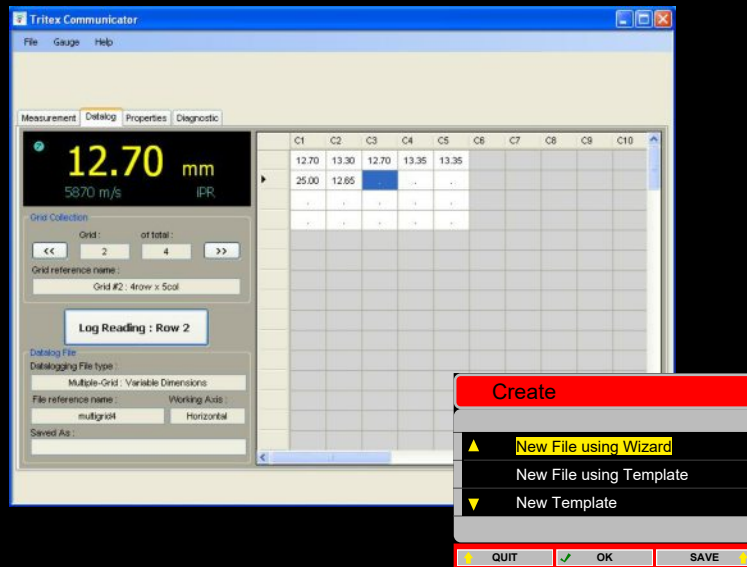 Tritex Communicator
File Gauge Help
Measurement Datalog Properties Diagnostic
12.70 mm
5870 m/s IPR
Grid Collection
Grid : of total :
<< 2 4 >>
Grid reference name :
Grid #2 : 4row x 5col
Log Reading : Row 2
Datalog File
Datalogging File type :
Multiple-Grid : Variable Dimensions
File reference name : Working Axis :
multigrid4 Horizontal
Saved As :
C1 C2 C3 C4 C5 C6 C7 C8 C9 C10
12.70 13.30 12.70 13.35 13.35
25.00 12.65 . . .
. . . . .
. . . . .
Create
New File using Wizard
New File using Template
New Template
QUIT OK SAVE